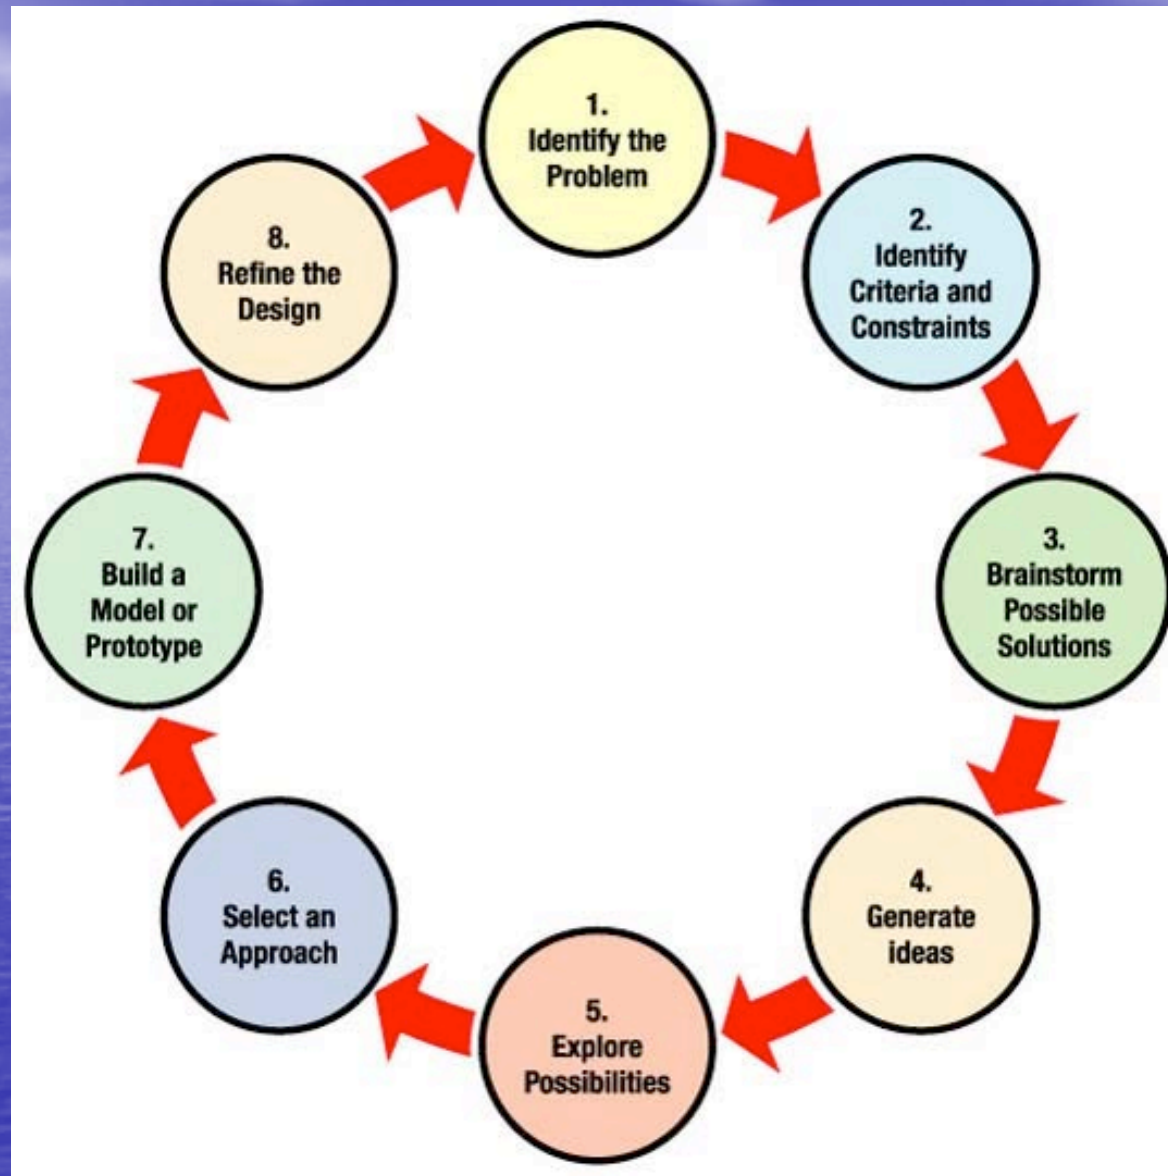 1.
Identify the
Problem
2.
Identify
Criteria and
Constraints
3.
Brainstorm
Possible
Solutions
4.
Generate
ideas
5.
Explore
Possibilities
6.
Select an
Approach
7.
Build a
Model or
Prototype
8.
Refine the
Design